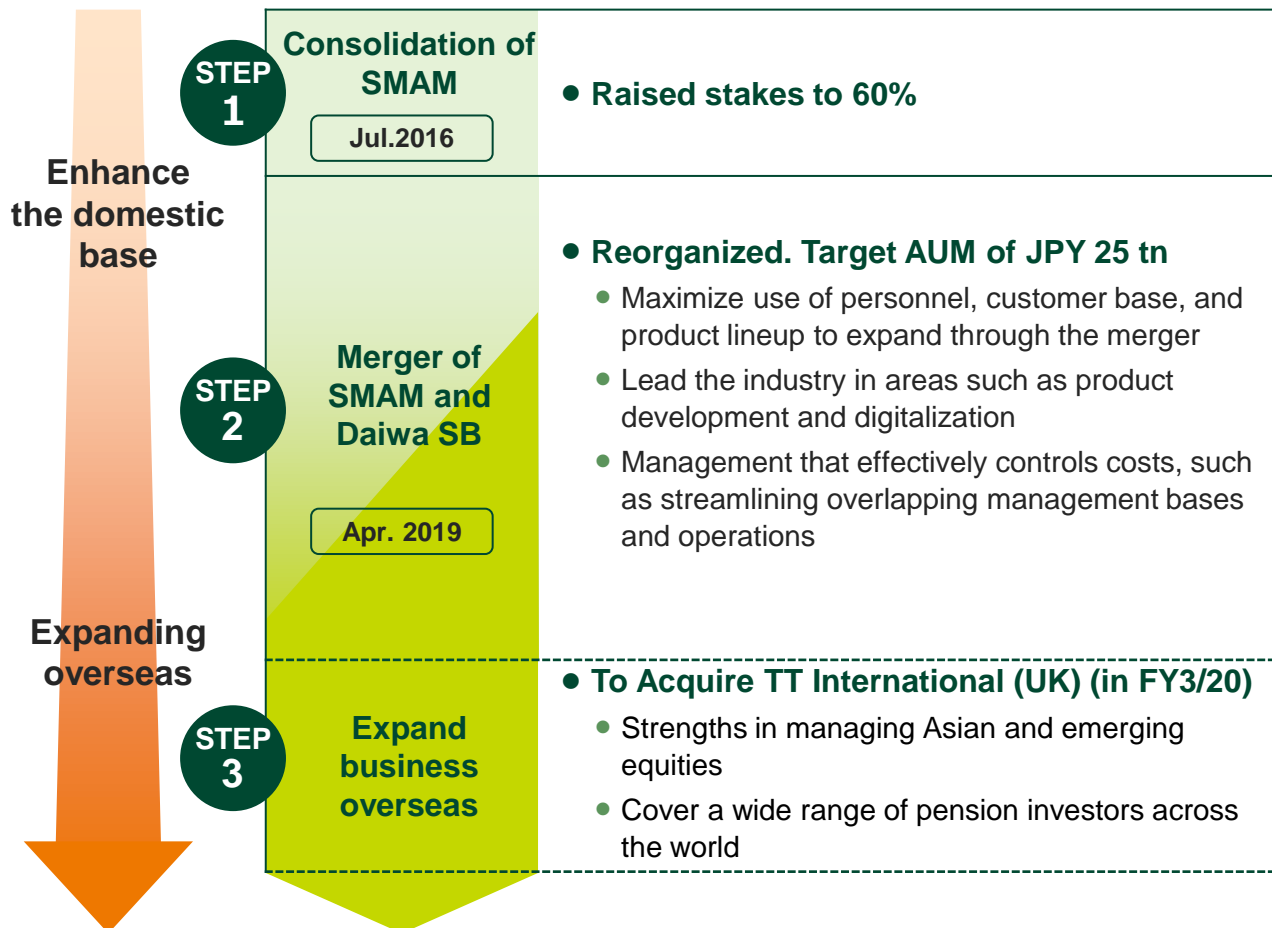 Enhance
the domestic
base
Expanding
overseas
STEP
1
Consolidation of
SMAM
Jul.2016
• Raised stakes to 60%
STEP
2
Merger of
SMAM and
Daiwa SB
Apr. 2019
• Reorganized. Target AUM of JPY 25 tn
• Maximize use of personnel, customer base, and
product lineup to expand through the merger
• Lead the industry in areas such as product
development and digitalization
• Management that effectively controls costs, such
as streamlining overlapping management bases
and operations
STEP
3
Expand
business
overseas
• To Acquire TT International (UK) (in FY3/20)
• Strengths in managing Asian and emerging
equities
• Cover a wide range of pension investors across
the world